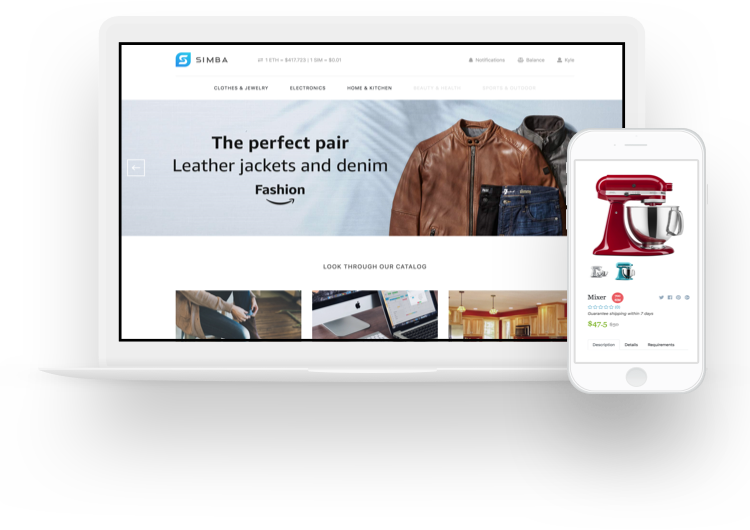 SIMBA
1 ETH = $417.723 / 1 SIM = $0.01
Notifications
Balance
Kyle
CLOTHES & JEWELRY
ELECTRONICS
HOME & KITCHEN
BEAUTY & HEALTH
SPORTS & OUTDOOR
The perfect pair
Leather jackets and denim
Fashion
LOOK THROUGH OUR CATALOG
Mixer
Guarantee shipping within 7 days
$47.5
Description
Details
Requirements